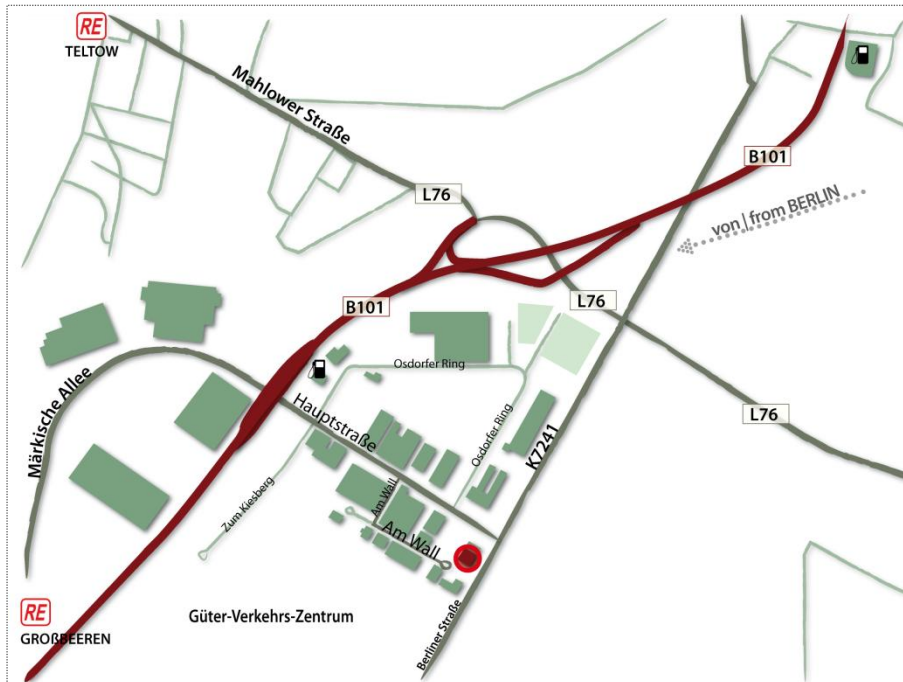 RE
TELTOW
Mahlower Straße
B101
L76
von | from BERLIN
B101
L76
Osdorfer Ring
Märkische Allee
Hauptstraße
Osdorfer Ring
K7241
L76
Zum Kiesberg
Am Wall
Am Wall
RE
GROßBEEREN
Güter-Verkehrs-Zentrum
Berliner Straße